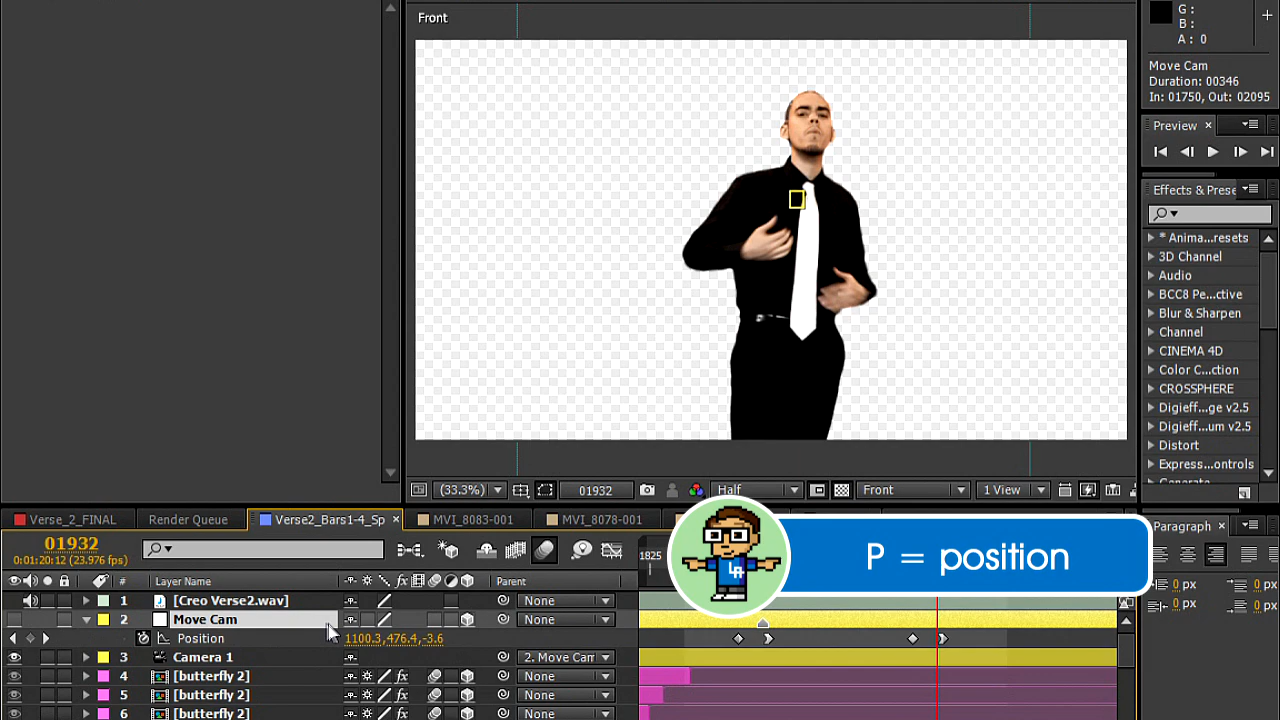 Front
G :
B :
A : 0
Move Cam
Duration: 00346
In: 01750, Out: 02095
Preview
Effects & Prese
* Anima...resets
3D Channel
Audio
BCC8 Pe...ctive
Blur & Sharpen
Channel
CINEMA 4D
Color C...ction
CROSSPHERE
Digieff...ge v2.5
Digieff...um v2.5
Distort
Express...ontrols
(33.3%)
01932
Half
Front
1 View
Verse_2_FINAL
Render Queue
Verse2_Bars1-4_Sp
MVI_8083-001
MVI_8078-001
Paragraph
01932
0:01:20:12 (23.976 fps)
1825
P = position
LA
0 px
0 px
0 px
0 px
# Layer Name fx Parent
1 [Creo Verse2.wav] None
2 Move Cam None
Position 1100.3,476.4,-3.6
3 Camera 1 2. Move Cam
4 [butterfly 2] fx None
5 [butterfly 2] fx None
6 [butterfly 2] fx None